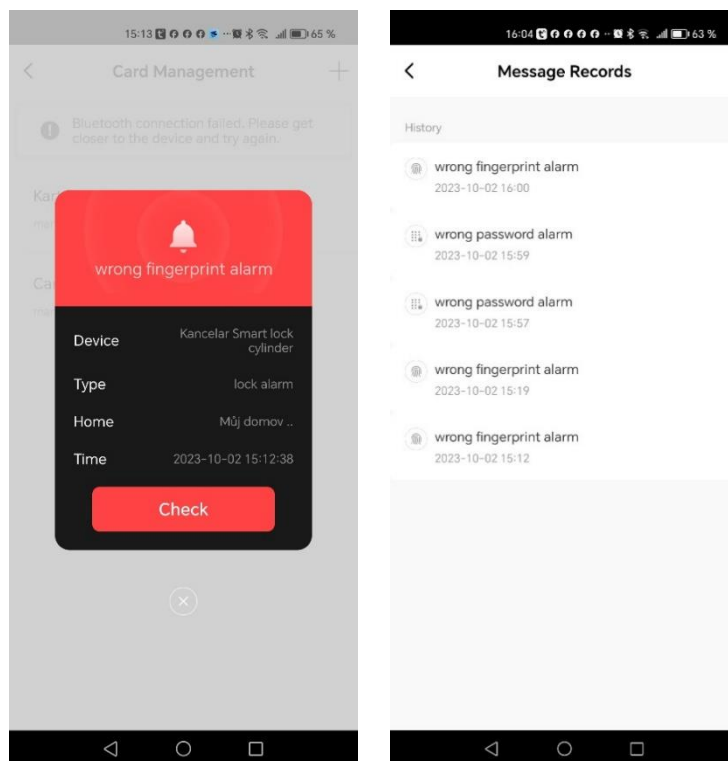 15:13 65 %
Card Management
Bluetooth connection failed. Please get
closer to the device and try again.
wrong fingerprint alarm
Device
Kancelar Smart lock
cylinder
Type
lock alarm
Home
Můj domov ..
Time
2023-10-02 15:12:38
Check
16:04 63 %
Message Records
History
wrong fingerprint alarm
2023-10-02 16:00
wrong password alarm
2023-10-02 15:59
wrong password alarm
2023-10-02 15:57
wrong fingerprint alarm
2023-10-02 15:19
wrong fingerprint alarm
2023-10-02 15:12